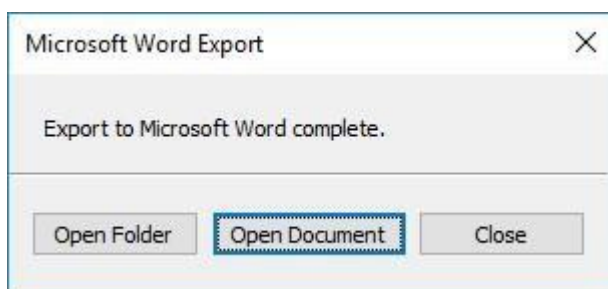 Microsoft Word Export
Export to Microsoft Word complete.
Open Folder Open Document Close